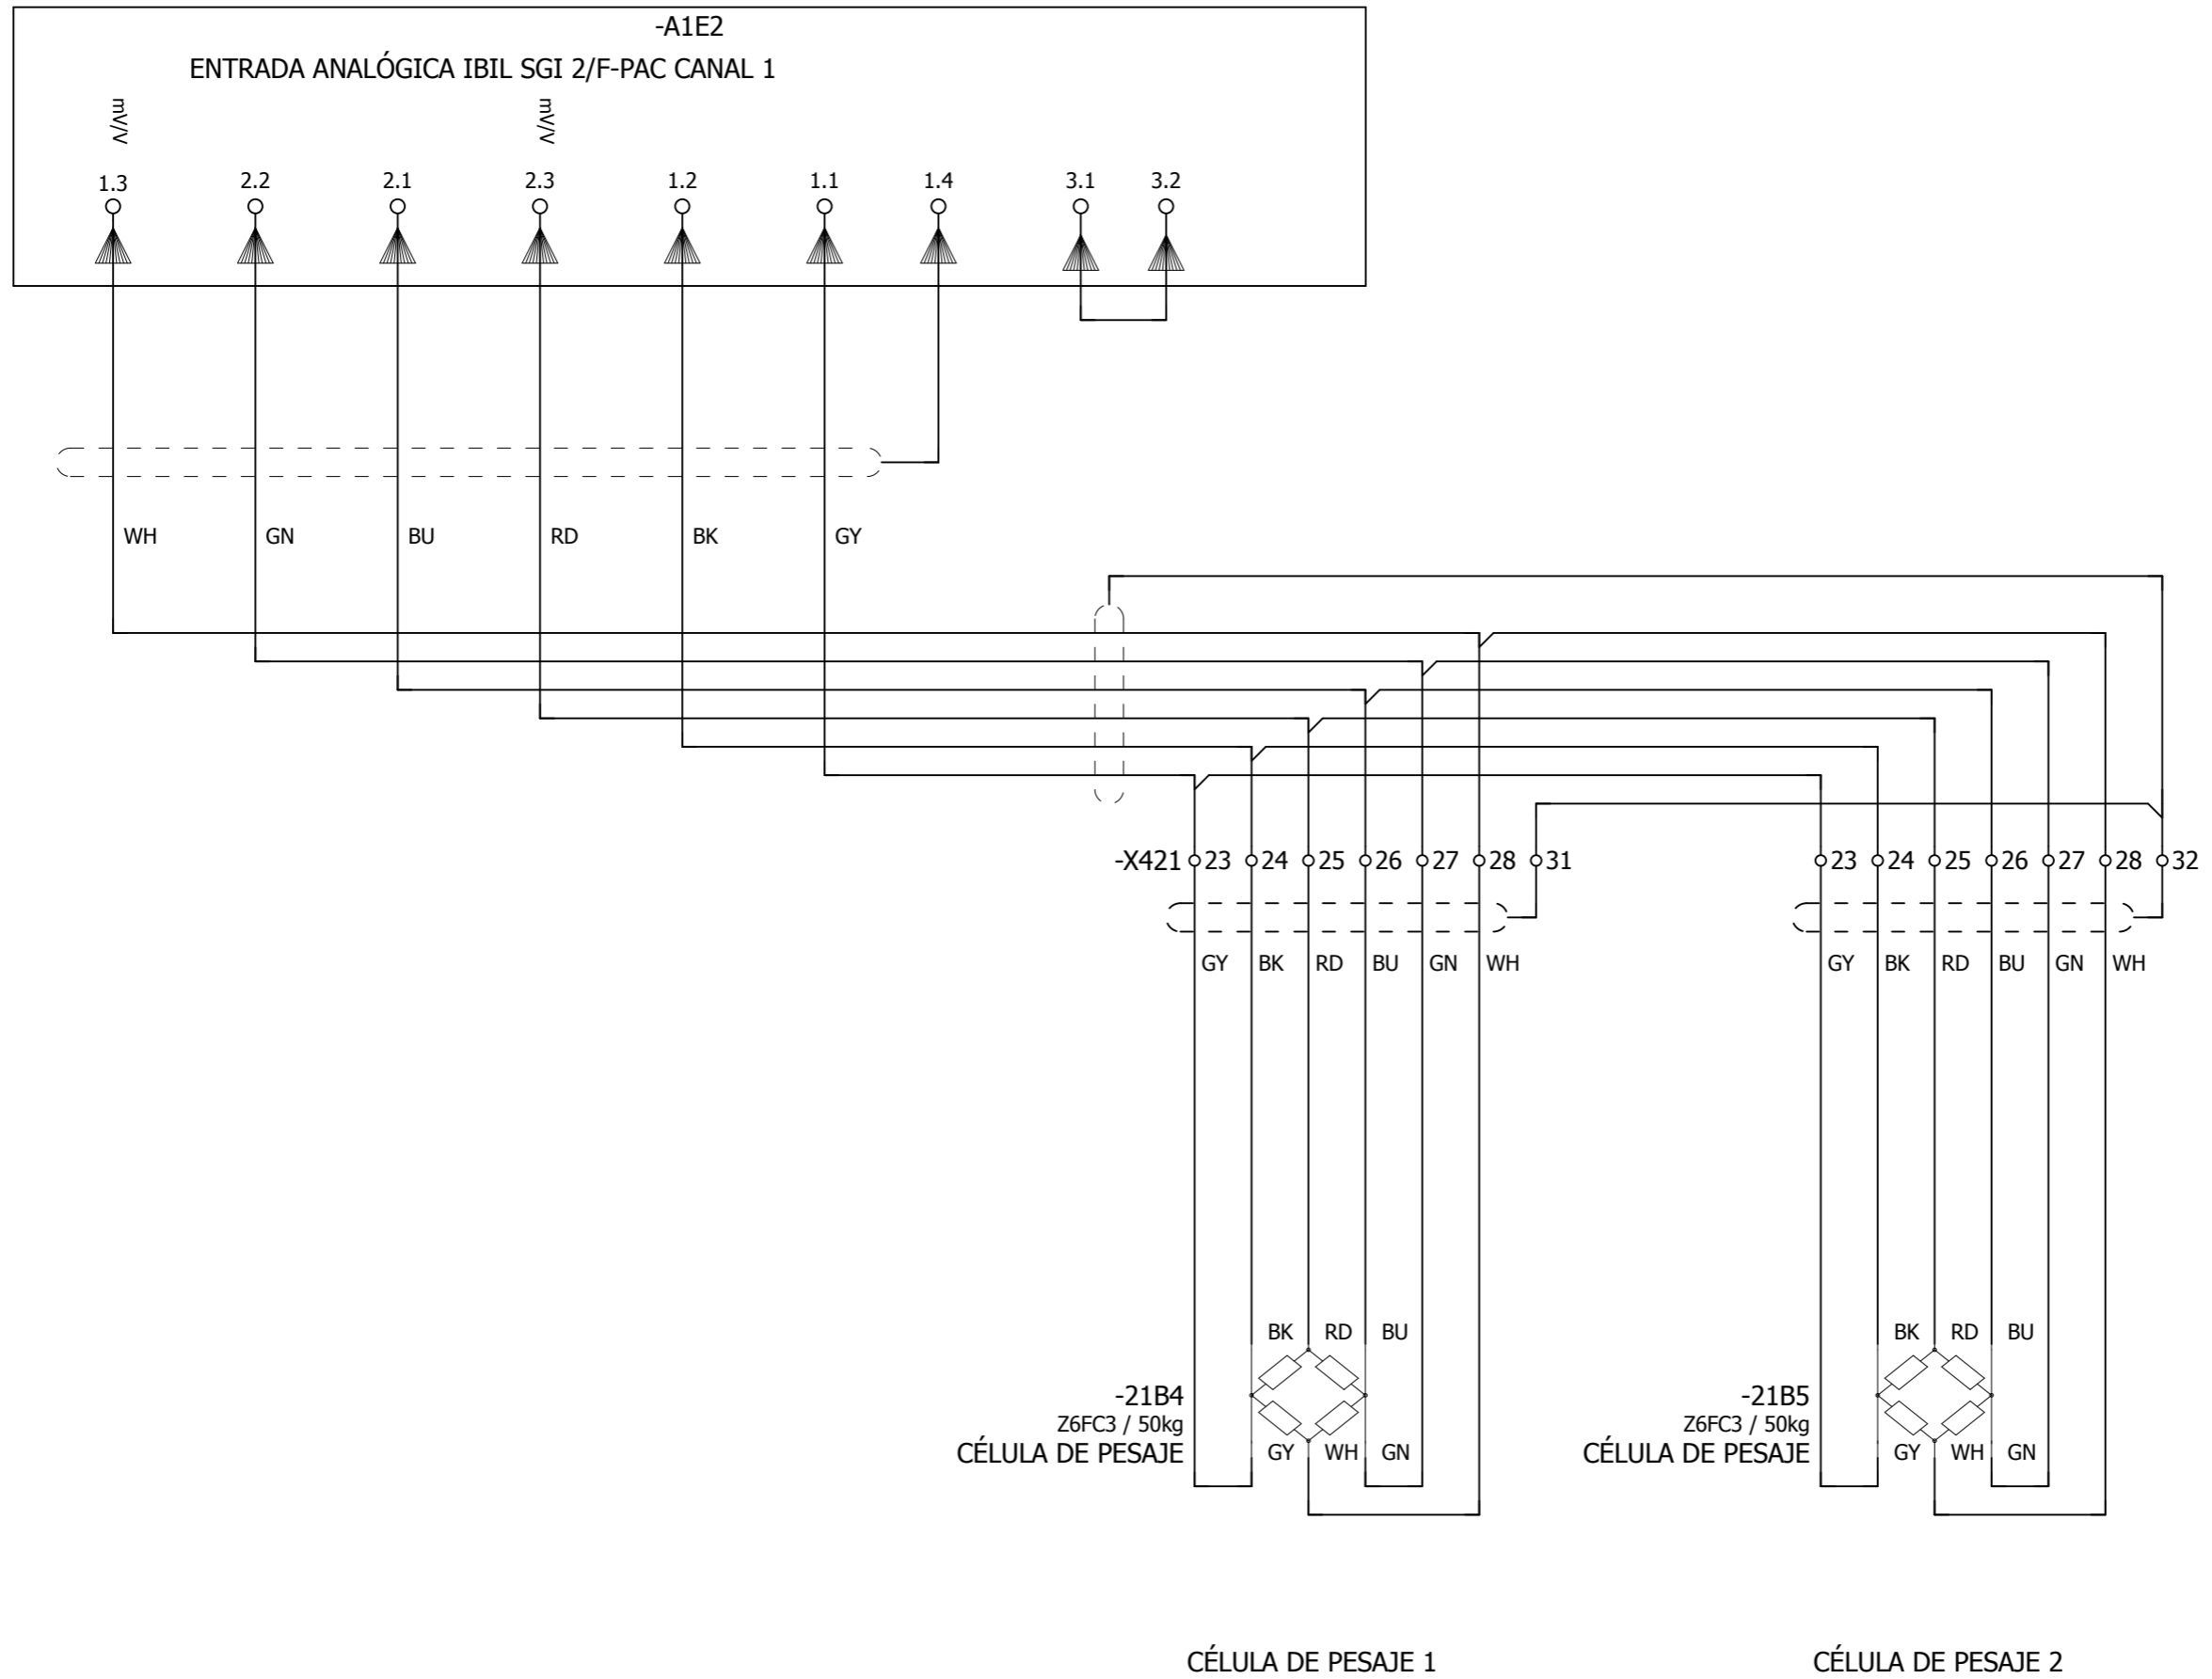 -A1E2
ENTRADA ANALÓGICA IBIL SGI 2/F-PAC CANAL 1
mV/V mV/V
1.3 2.2 2.1 2.3 1.2 1.1 1.4 3.1 3.2
WH GN BU RD BK GY
-X421 23 24 25 26 27 28 31 23 24 25 26 27 28 32
GY BK RD BU GN WH GY BK RD BU GN WH
BK RD BU BK RD BU
-21B4 -21B5
Z6FC3 / 50kg Z6FC3 / 50kg
CÉLULA DE PESAJE GY WH GN CÉLULA DE PESAJE GY WH GN
CÉLULA DE PESAJE 1 CÉLULA DE PESAJE 2